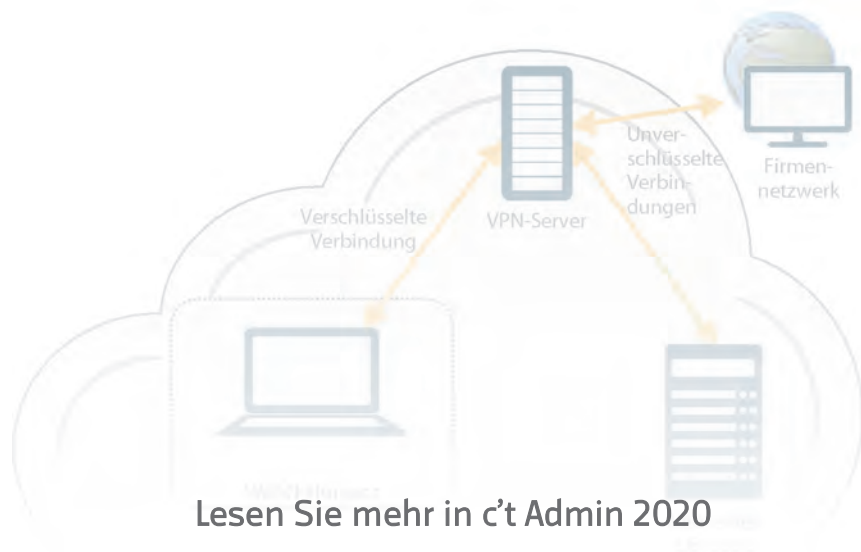 Unver-
schlüsselte
Verbin-
dungen
Firmen-
netzwerk
Verschlüsselte
Verbindung
VPN-Server
Lesen Sie mehr in c’t Admin 2020